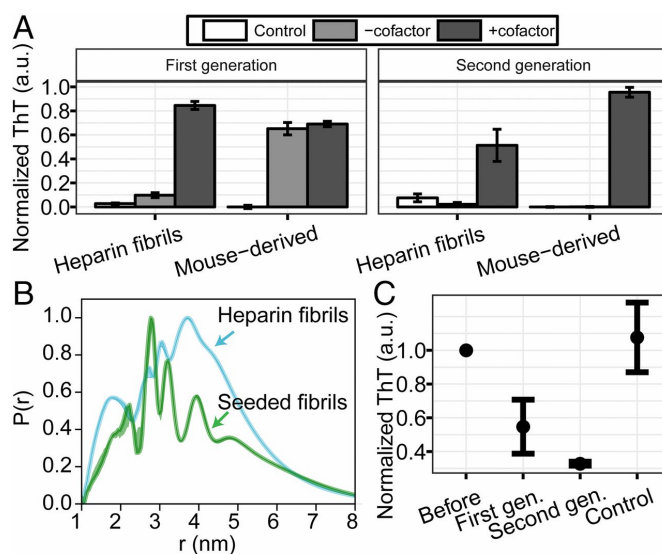 A
Control −cofactor +cofactor
First generation Second generation
Normalized ThT (a.u.)
1.0
0.8
0.6
0.4
0.2
0.0
Heparin fibrils Mouse−derived Heparin fibrils Mouse−derived
B
P(r)
1.0
0.8
0.6
0.4
0.2
0.0
Heparin fibrils
Seeded fibrils
1 2 3 4 5 6 7 8
r (nm)
C
Normalized ThT (a.u.)
1.0
0.8
0.6
0.4
Before First gen. Second gen. Control